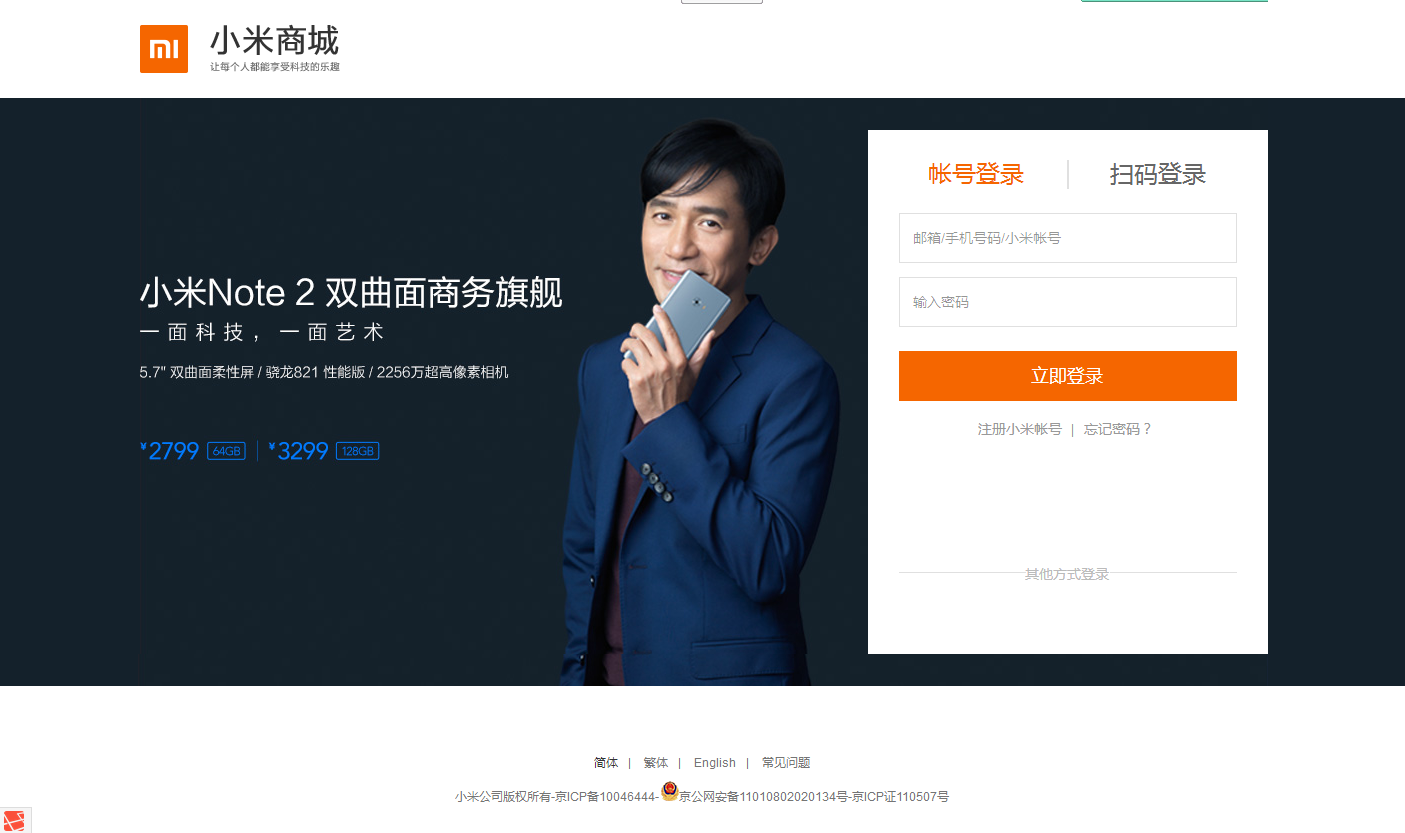 小米商城
让每个人都能享受科技的乐趣
小米Note 2 双曲面商务旗舰
一面科技，一面艺术
5.7" 双曲面柔性屏 / 骁龙821 性能版 / 2256万超高像素相机
¥2799 64GB | ¥3299 128GB
帐号登录 | 扫码登录
邮箱/手机号码/小米帐号
输入密码
立即登录
注册小米帐号 | 忘记密码？
其他方式登录
简体 | 繁体 | English | 常见问题
小米公司版权所有-京ICP备10046444-京公网安备11010802020134号-京ICP证110507号